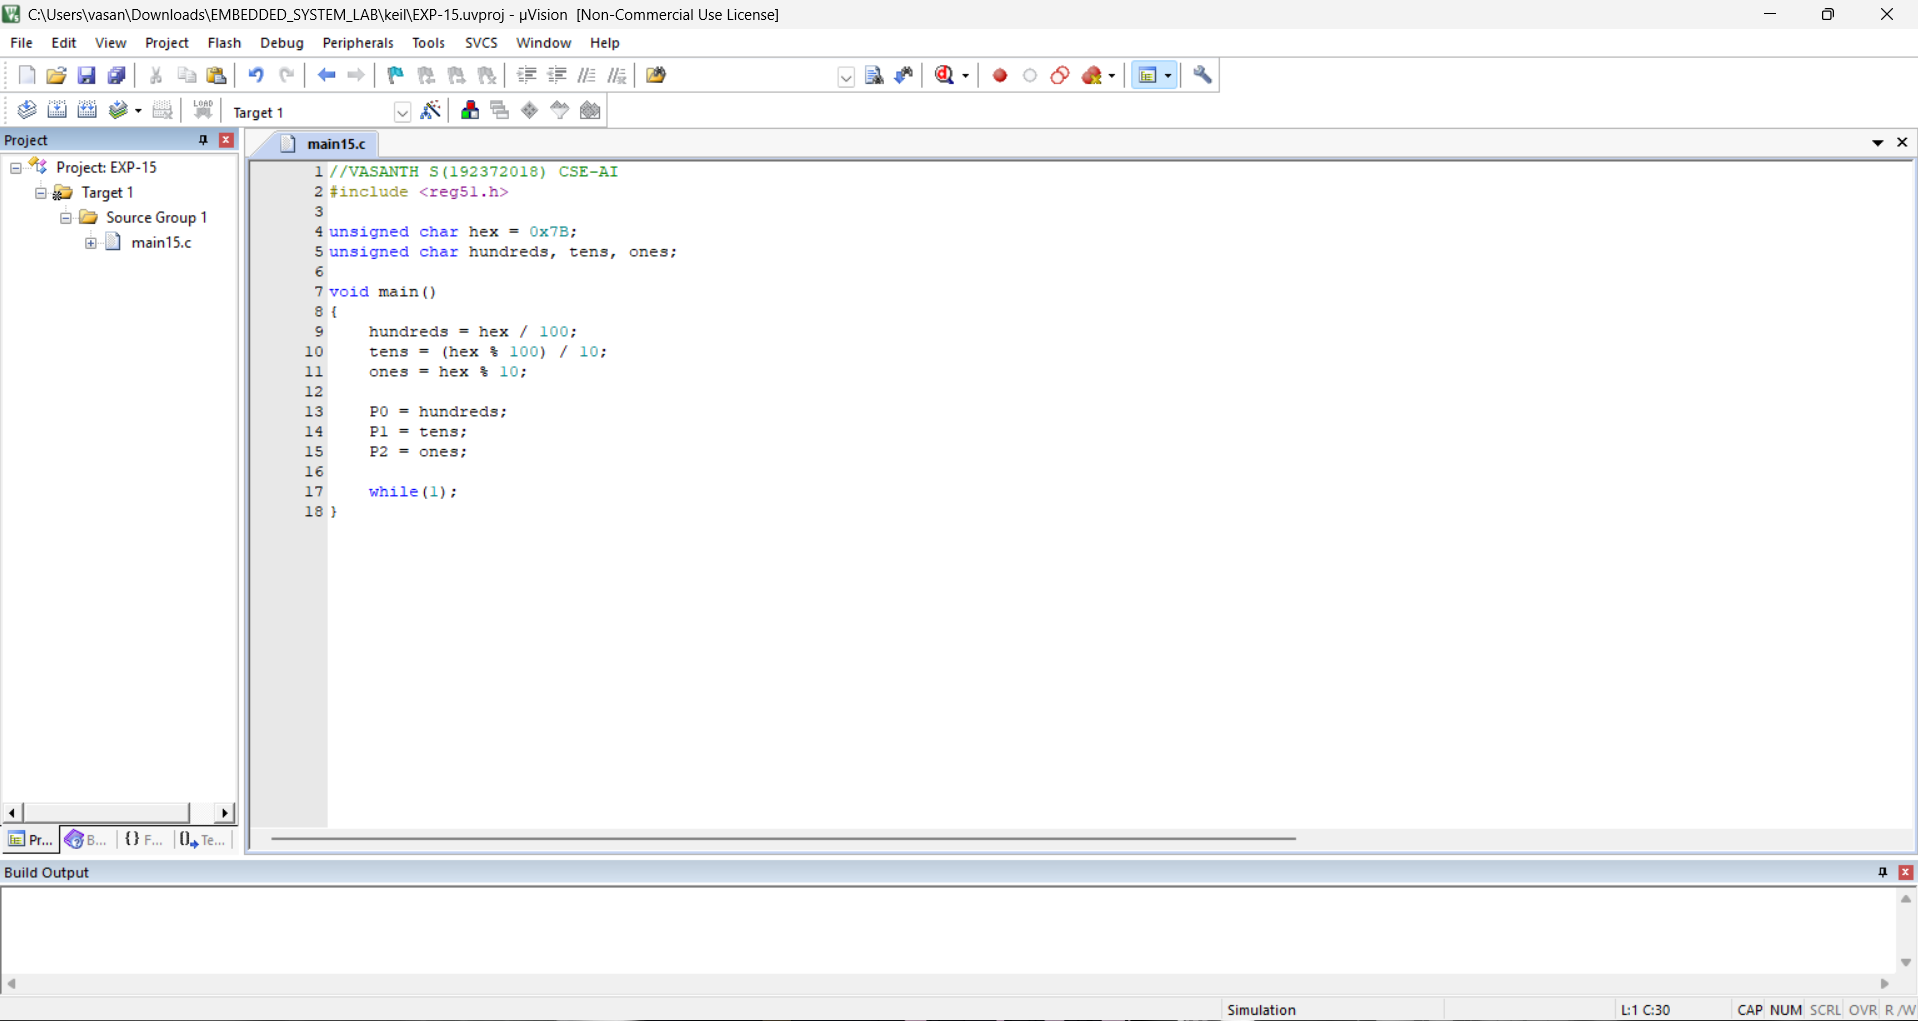 C:\Users\vasan\Downloads\EMBEDDED_SYSTEM_LAB\keil\EXP-15.uvproj - µVision [Non-Commercial Use License]
File Edit View Project Flash Debug Peripherals Tools SVCS Window Help
LOAD Target 1
Project
main15.c
Project: EXP-15
Target 1
Source Group 1
main15.c
1 //VASANTH S(192372018) CSE-AI
2 #include <reg51.h>
3
4 unsigned char hex = 0x7B;
5 unsigned char hundreds, tens, ones;
6
7 void main()
8 {
9     hundreds = hex / 100;
10     tens = (hex % 100) / 10;
11     ones = hex % 10;
12
13     P0 = hundreds;
14     P1 = tens;
15     P2 = ones;
16
17     while(1);
18 }
Pr... B... {} F... 0 Te...
Build Output
Simulation L:1 C:30 CAP NUM SCRL OVR R/W